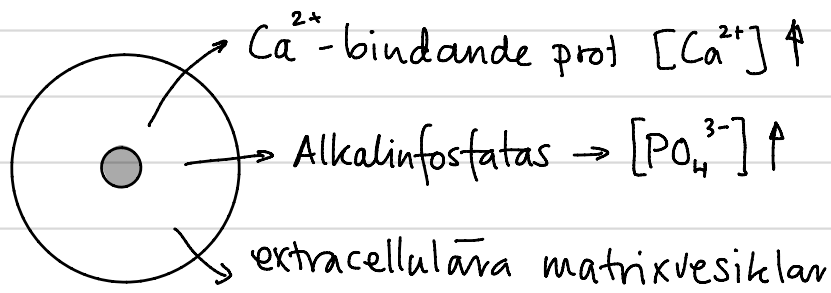 Ca²⁺-bindande prot [Ca²⁺] ↑
Alkalinfosfatas → [PO₄³⁻] ↑
extracellulära matrixvesiklar